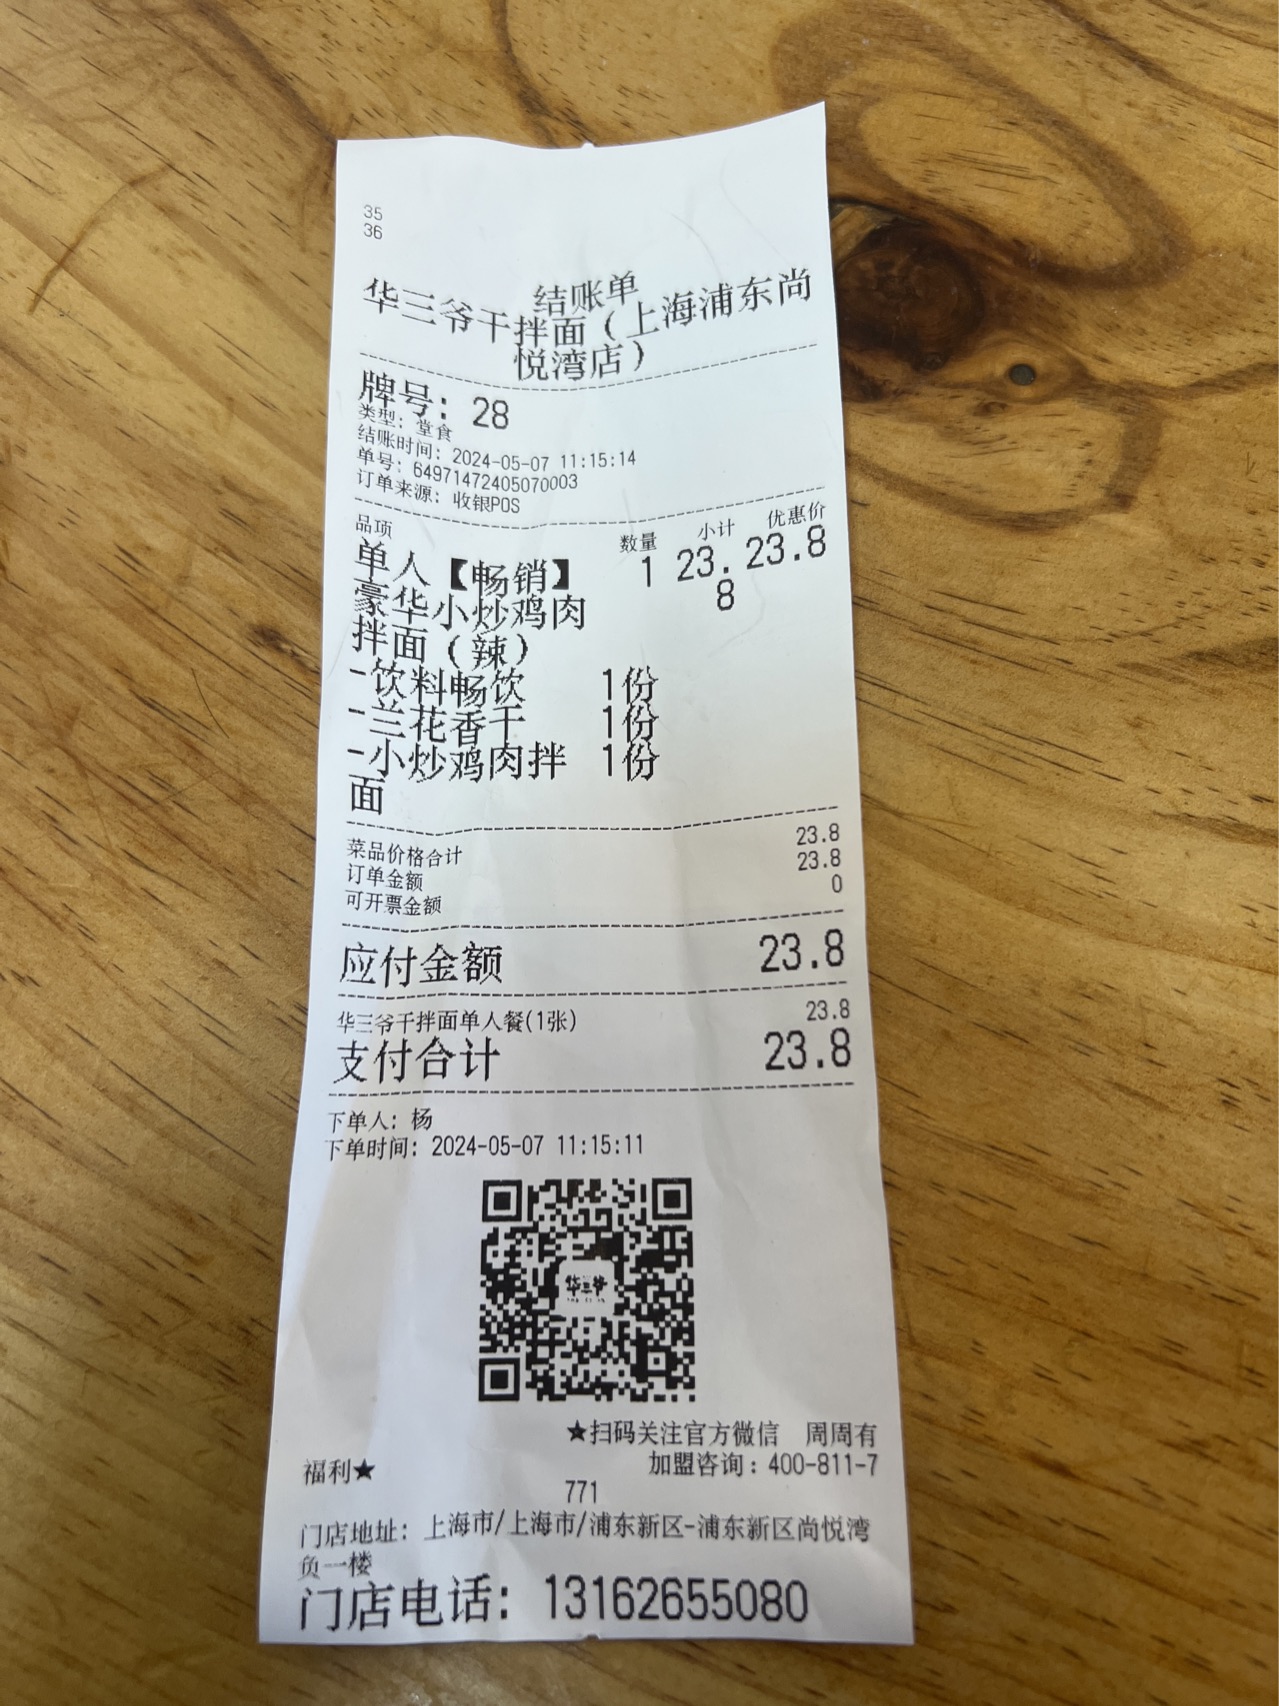 35
36
结账单
华三爷干拌面（上海浦东尚
悦湾店）
牌号：28
类型：堂食
结账时间：2024-05-07 11:15:14
单号：64971472405070003
订单来源：收银POS
品项 数量 小计 优惠价
单人【畅销】 1 23. 23.8
豪华小炒鸡肉 8
拌面（辣）
-饮料畅饮 1份
-兰花香干 1份
-小炒鸡肉拌 1份
面
菜品价格合计 23.8
订单金额 23.8
可开票金额 0
应付金额 23.8
华三爷干拌面单人餐(1张) 23.8
支付合计 23.8
下单人：杨
下单时间：2024-05-07 11:15:11
华三爷
★扫码关注官方微信 周周有
福利★ 加盟咨询：400-811-7
771
门店地址：上海市/上海市/浦东新区-浦东新区尚悦湾
负一楼
门店电话：13162655080